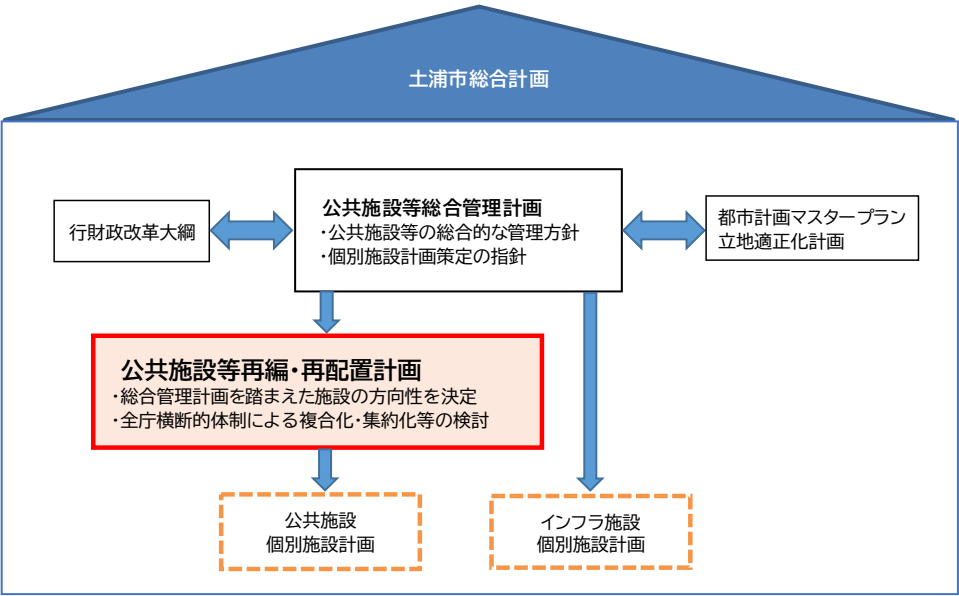 土浦市総合計画
行財政改革大綱
公共施設等総合管理計画
・公共施設等の総合的な管理方針
・個別施設計画策定の指針
都市計画マスタープラン
立地適正化計画
公共施設等再編・再配置計画
・総合管理計画を踏まえた施設の方向性を決定
・全庁横断的体制による複合化・集約化等の検討
公共施設
個別施設計画
インフラ施設
個別施設計画